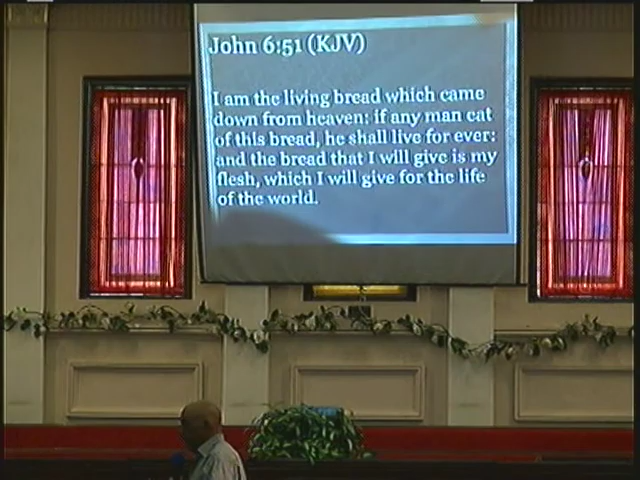 John 6:51 (KJV)
I am the living bread which came
down from heaven: if any man eat
of this bread, he shall live for ever:
and the bread that I will give is my
flesh, which I will give for the life
of the world.